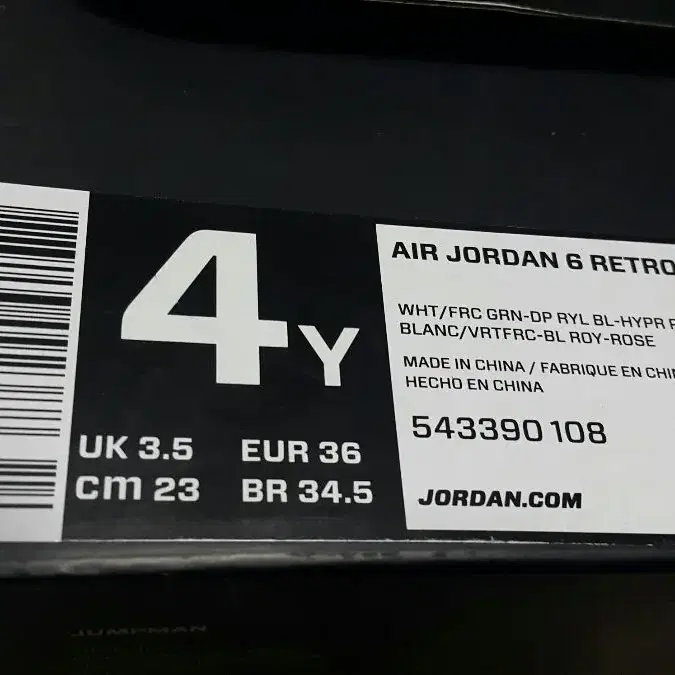 4Y
UK 3.5 EUR 36
cm 23 BR 34.5
AIR JORDAN 6 RETRO
WHT/FRC GRN-DP RYL BL-HYPR
BLANC/VRTFRC-BL ROY-ROSE
MADE IN CHINA / FABRIQUE EN
HECHO EN CHINA
543390 108
JORDAN.COM
JUMPMAN